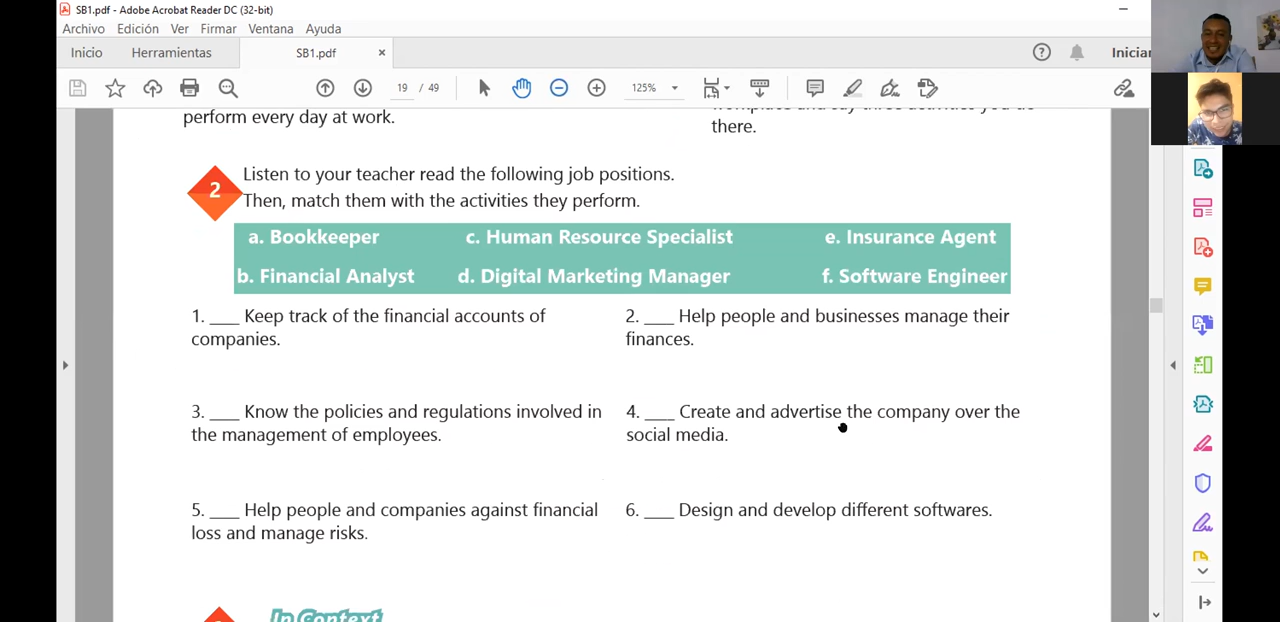 SB1.pdf - Adobe Acrobat Reader DC (32-bit)
Archivo Edición Ver Firmar Ventana Ayuda
Inicio Herramientas SB1.pdf × ? Iniciar
19 / 49 125%
perform every day at work.
there.
2 Listen to your teacher read the following job positions.
Then, match them with the activities they perform.
a. Bookkeeper c. Human Resource Specialist e. Insurance Agent
b. Financial Analyst d. Digital Marketing Manager f. Software Engineer
1. ___ Keep track of the financial accounts of
companies.
2. ___ Help people and businesses manage their
finances.
3. ___ Know the policies and regulations involved in
the management of employees.
4. ___ Create and advertise the company over the
social media.
5. ___ Help people and companies against financial
loss and manage risks.
6. ___ Design and develop different softwares.
In Context